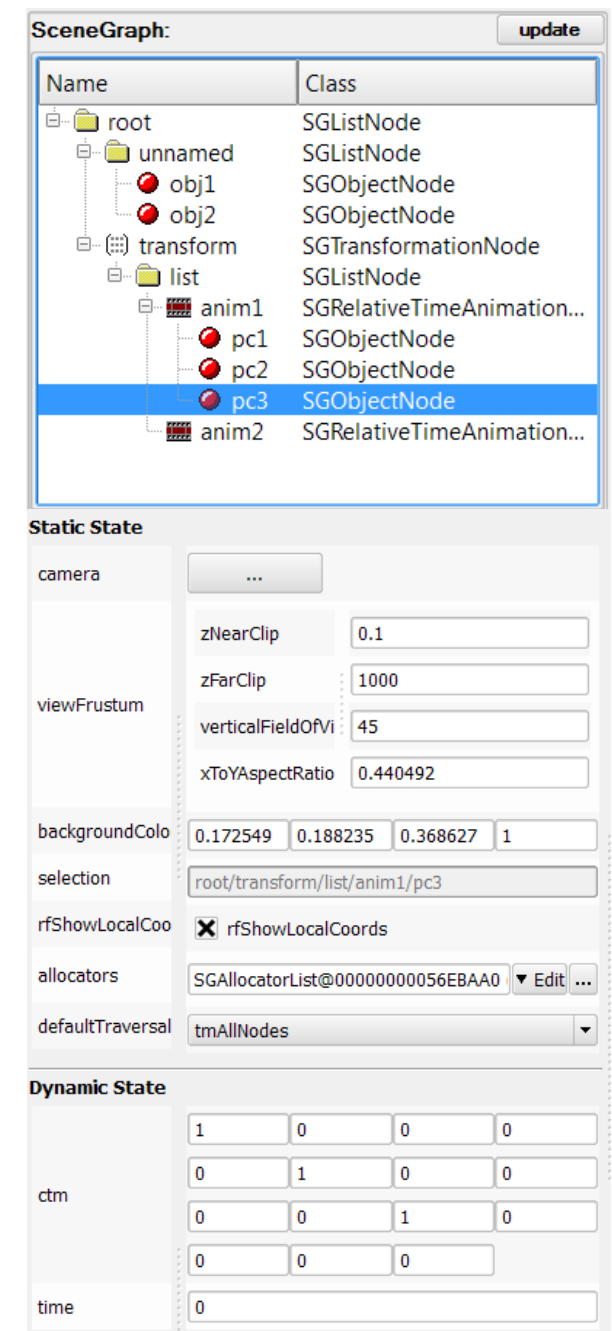 SceneGraph: update
Name Class
root SGListNode
unnamed SGListNode
obj1 SGObjectNode
obj2 SGObjectNode
transform SGTransformationNode
list SGListNode
anim1 SGRelativeTimeAnimation...
pc1 SGObjectNode
pc2 SGObjectNode
pc3 SGObjectNode
anim2 SGRelativeTimeAnimation...
Static State
camera ...
zNearClip 0.1
zFarClip 1000
viewFrustum
verticalFieldOfVi 45
xToYAspectRatio 0.440492
backgroundColo 0.172549 0.188235 0.368627 1
selection root/transform/list/anim1/pc3
rfShowLocalCoo rfShowLocalCoords
allocators SGAllocatorList@00000000056EBAA0 Edit ...
defaultTraversal tmAllNodes
Dynamic State
1 0 0 0
0 1 0 0
ctm
0 0 1 0
0 0 0
time 0